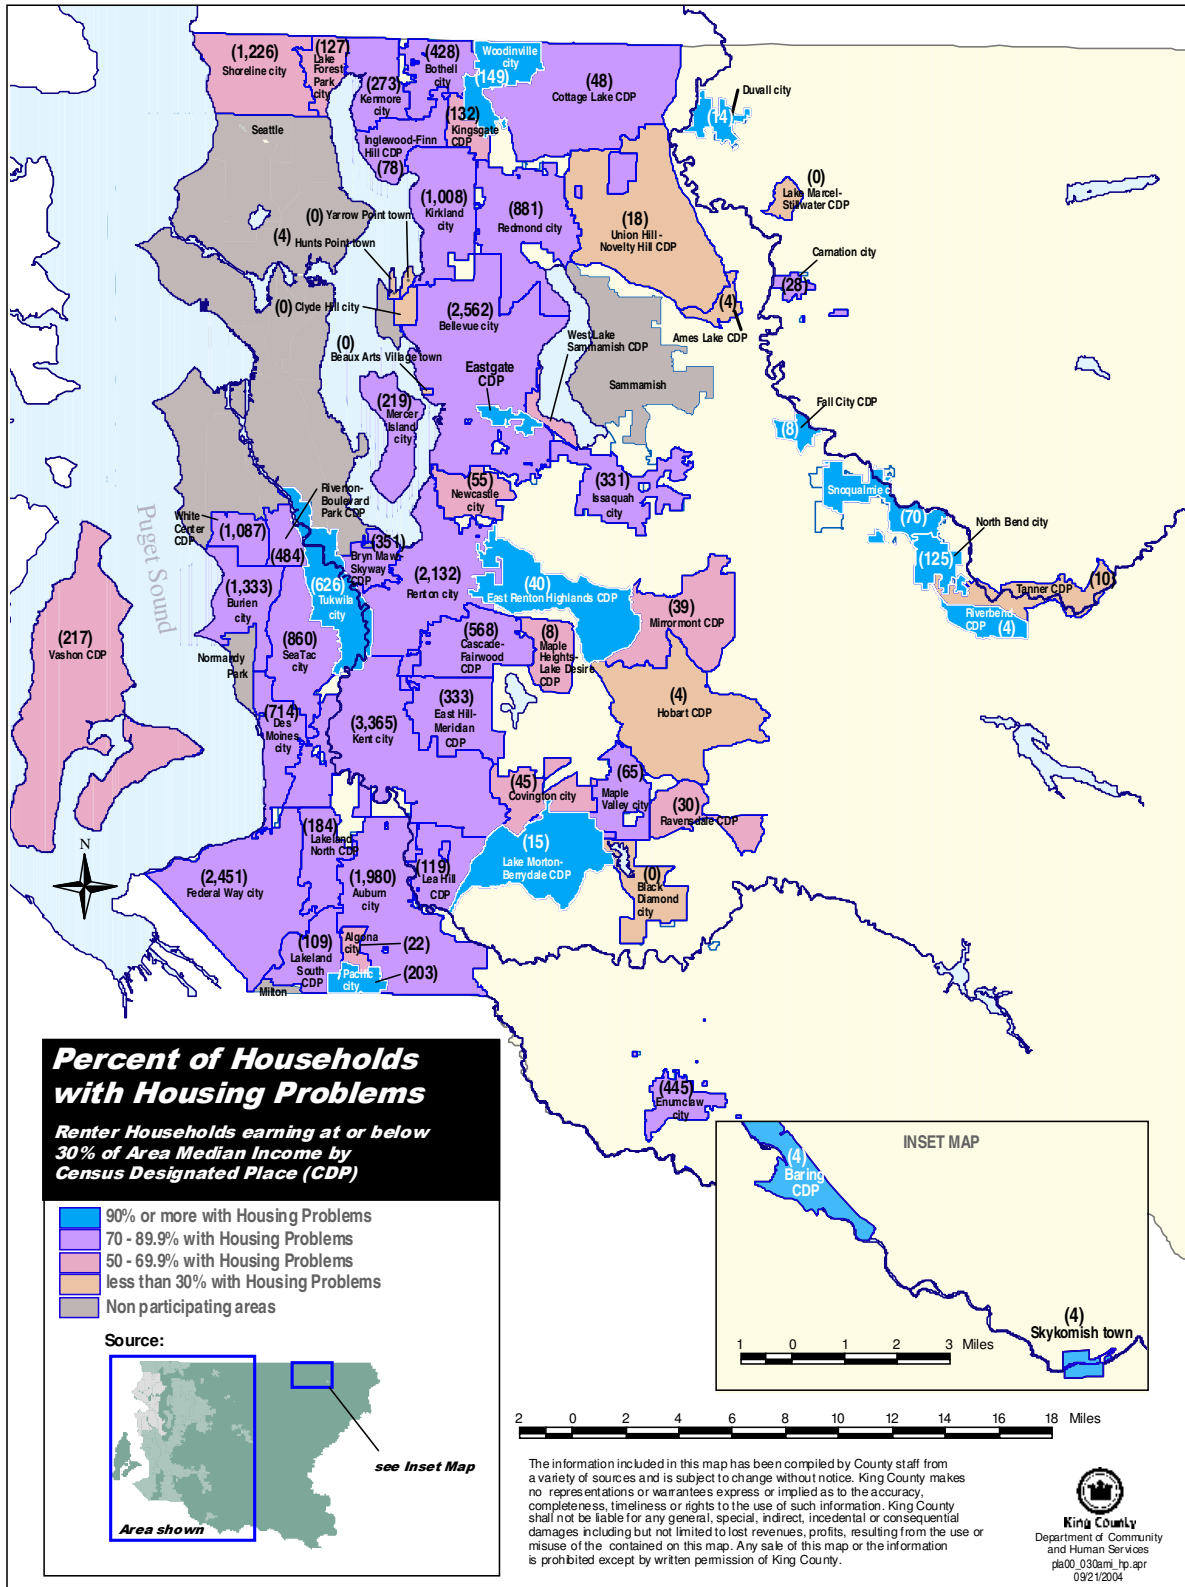 (1,226)
Shoreline city
(127)
Lake
Forest
Park
city
(273)
Kenmore
city
(428)
Bothell
city
Woodinville
city
(149)
(132)
Kingsgate
CDP
(48)
Cottage Lake CDP
Duvall city
(14)
Seattle
Inglewood-Finn
Hill CDP
(78)
(0)
Lake Marcel-
Stillwater CDP
(0) Yarrow Point town
(4) Hunts Point town
(1,008)
Kirkland
city
(881)
Redmond city
(18)
Union Hill -
Novelty Hill CDP
Carnation city
(28)
(0) Clyde Hill city
(2,562)
Bellevue city
(4)
Ames Lake CDP
(0)
Beaux Arts Village town
West Lake
Sammamish CDP
Eastgate
CDP
Sammamish
(219)
Mercer
Island
city
Fall City CDP
(8)
(55)
Newcastle
city
(331)
Issaquah
city
Snoqualmie c
(70)
North Bend city
(125)
Riverton-
Boulevard
Park CDP
White
Center
CDP
(1,087)
(484)
(351)
Bryn Mawr
Skyway
CDP
(2,132)
Renton city
(40)
East Renton Highlands CDP
(10)
Tanner CDP
Riverbend
CDP
(4)
Puget Sound
(1,333)
Burien
city
(626)
Tukwila
city
(39)
Mirrormont CDP
(217)
Vashon CDP
(860)
SeaTac
city
(568)
Cascade-
Fairwood
CDP
(8)
Maple
Heights-
Lake Desire
CDP
Normandy
Park
(4)
Hobart CDP
(714)
Des
Moines
city
(3,365)
Kent city
(333)
East Hill-
Meridian
CDP
(45)
Covington city
(65)
Maple
Valley city
(30)
Ravensdale CDP
(184)
Lakeland
North CDP
(15)
Lake Morton-
Berrydale CDP
N
(2,451)
Federal Way city
(1,980)
Auburn
city
(119)
Lea Hill
CDP
(0)
Black
Diamond
city
(109)
Lakeland
South
CDP
Algona
city
(22)
Pacific
city
(203)
Milton
Percent of Households
with Housing Problems
Renter Households earning at or below
30% of Area Median Income by
Census Designated Place (CDP)
90% or more with Housing Problems
70 - 89.9% with Housing Problems
50 - 69.9% with Housing Problems
less than 30% with Housing Problems
Non participating areas
Source:
Area shown
see Inset Map
(445)
Enumclaw
city
INSET MAP
(4)
Baring
CDP
(4)
Skykomish town
1 0 1 2 3 Miles
2 0 2 4 6 8 10 12 14 16 18 Miles
The information included in this map has been compiled by County staff from
a variety of sources and is subject to change without notice. King County makes
no representations or warrantees express or implied as to the accuracy,
completeness, timeliness or rights to the use of such information. King County
shall not be liable for any general, special, indirect, incedental or consequential
damages including but not limited to lost revenues, profits, resulting from the use or
misuse of the contained on this map. Any sale of this map or the information
is prohibited except by written permission of King County.
King County
Department of Community
and Human Services
pla00_030ami_hp.apr
09/21/2004